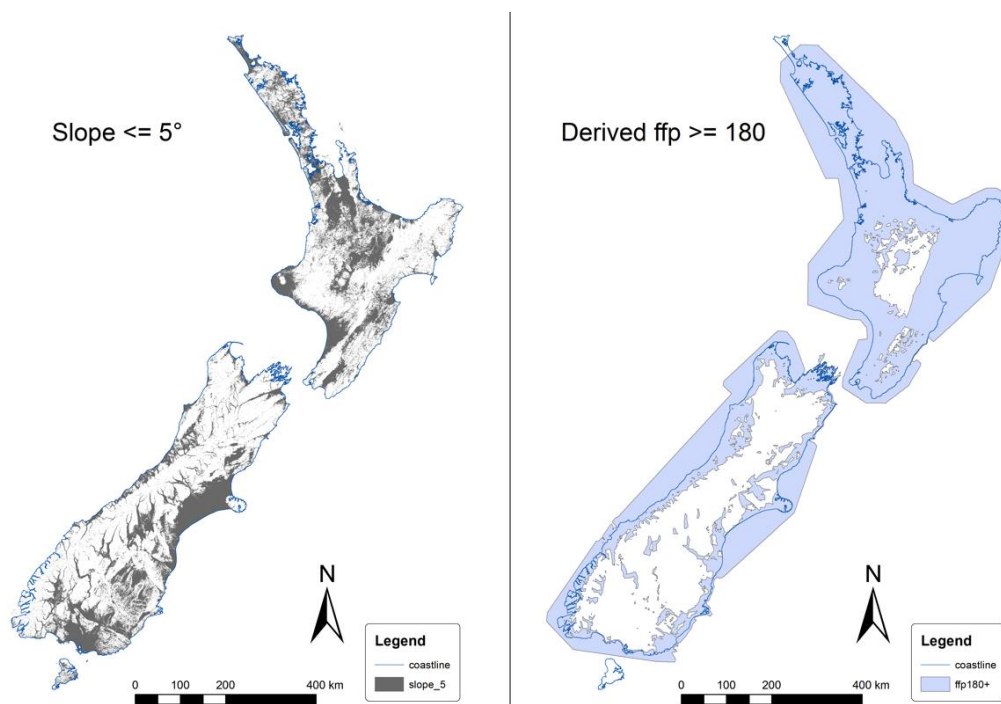 Slope <= 5°
N
Legend
coastline
slope_5
0 100 200 400 km
Derived ffp >= 180
N
Legend
coastline
ffp180+
0 100 200 400 km